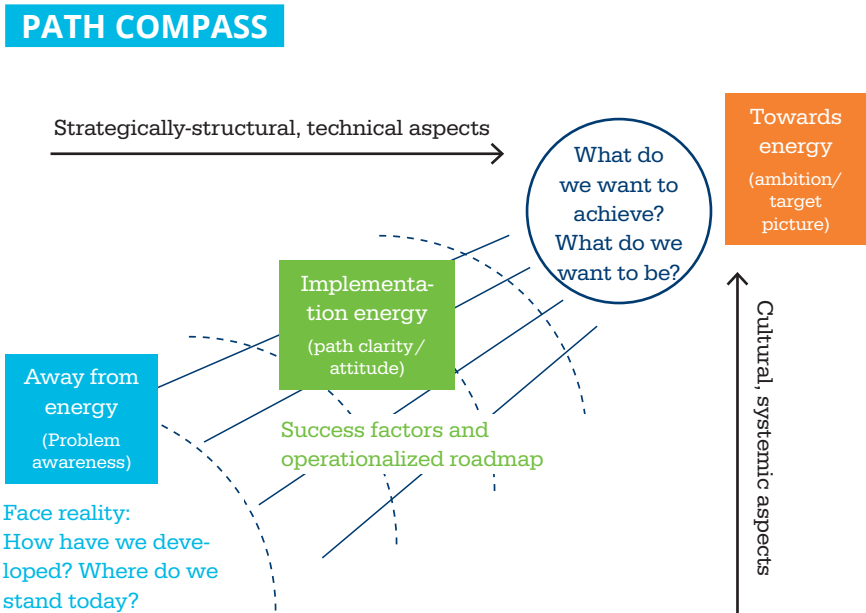 PATH COMPASS
Strategically-structural, technical aspects
What do
we want to
achieve?
What do we
want to be?
Towards
energy
(ambition/
target
picture)
Implementa-
tion energy
(path clarity /
attitude)
Away from
energy
(Problem
awareness)
Success factors and
operationalized roadmap
Cultural, systemic aspects
Face reality:
How have we deve-
loped? Where do we
stand today?